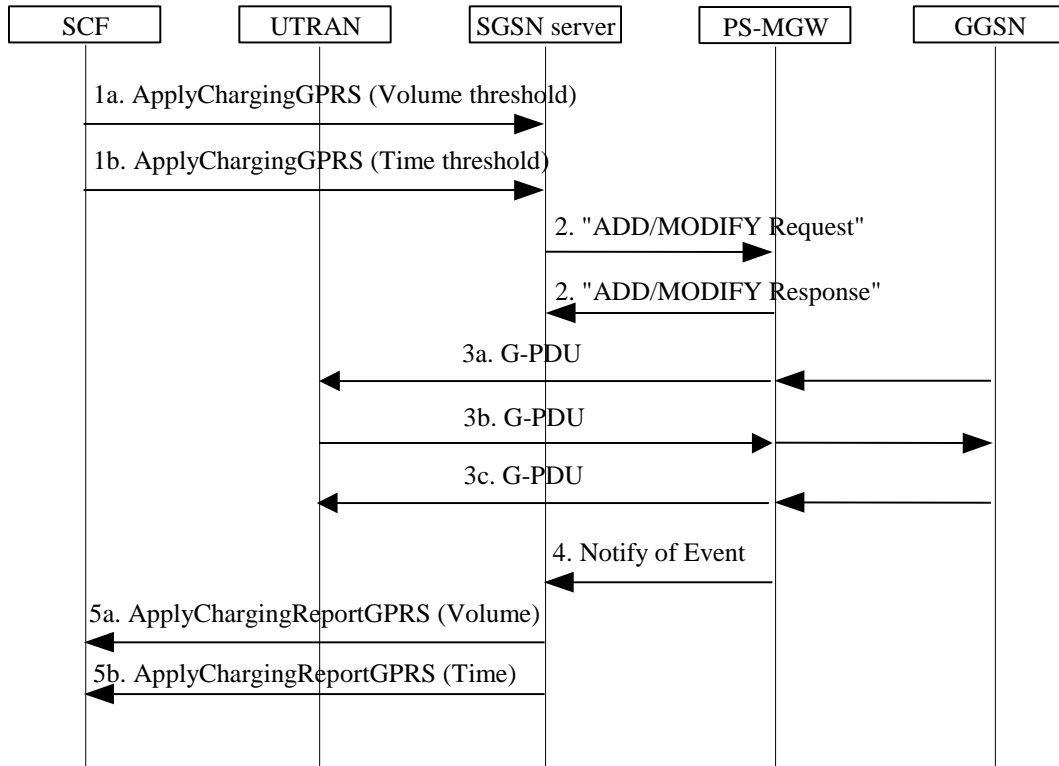 SCF
UTRAN
SGSN server
PS-MGW
GGSN
1a. ApplyChargingGPRS (Volume threshold)
1b. ApplyChargingGPRS (Time threshold)
2. "ADD/MODIFY Request"
2. "ADD/MODIFY Response"
3a. G-PDU
3b. G-PDU
3c. G-PDU
4. Notify of Event
5a. ApplyChargingReportGPRS (Volume)
5b. ApplyChargingReportGPRS (Time)